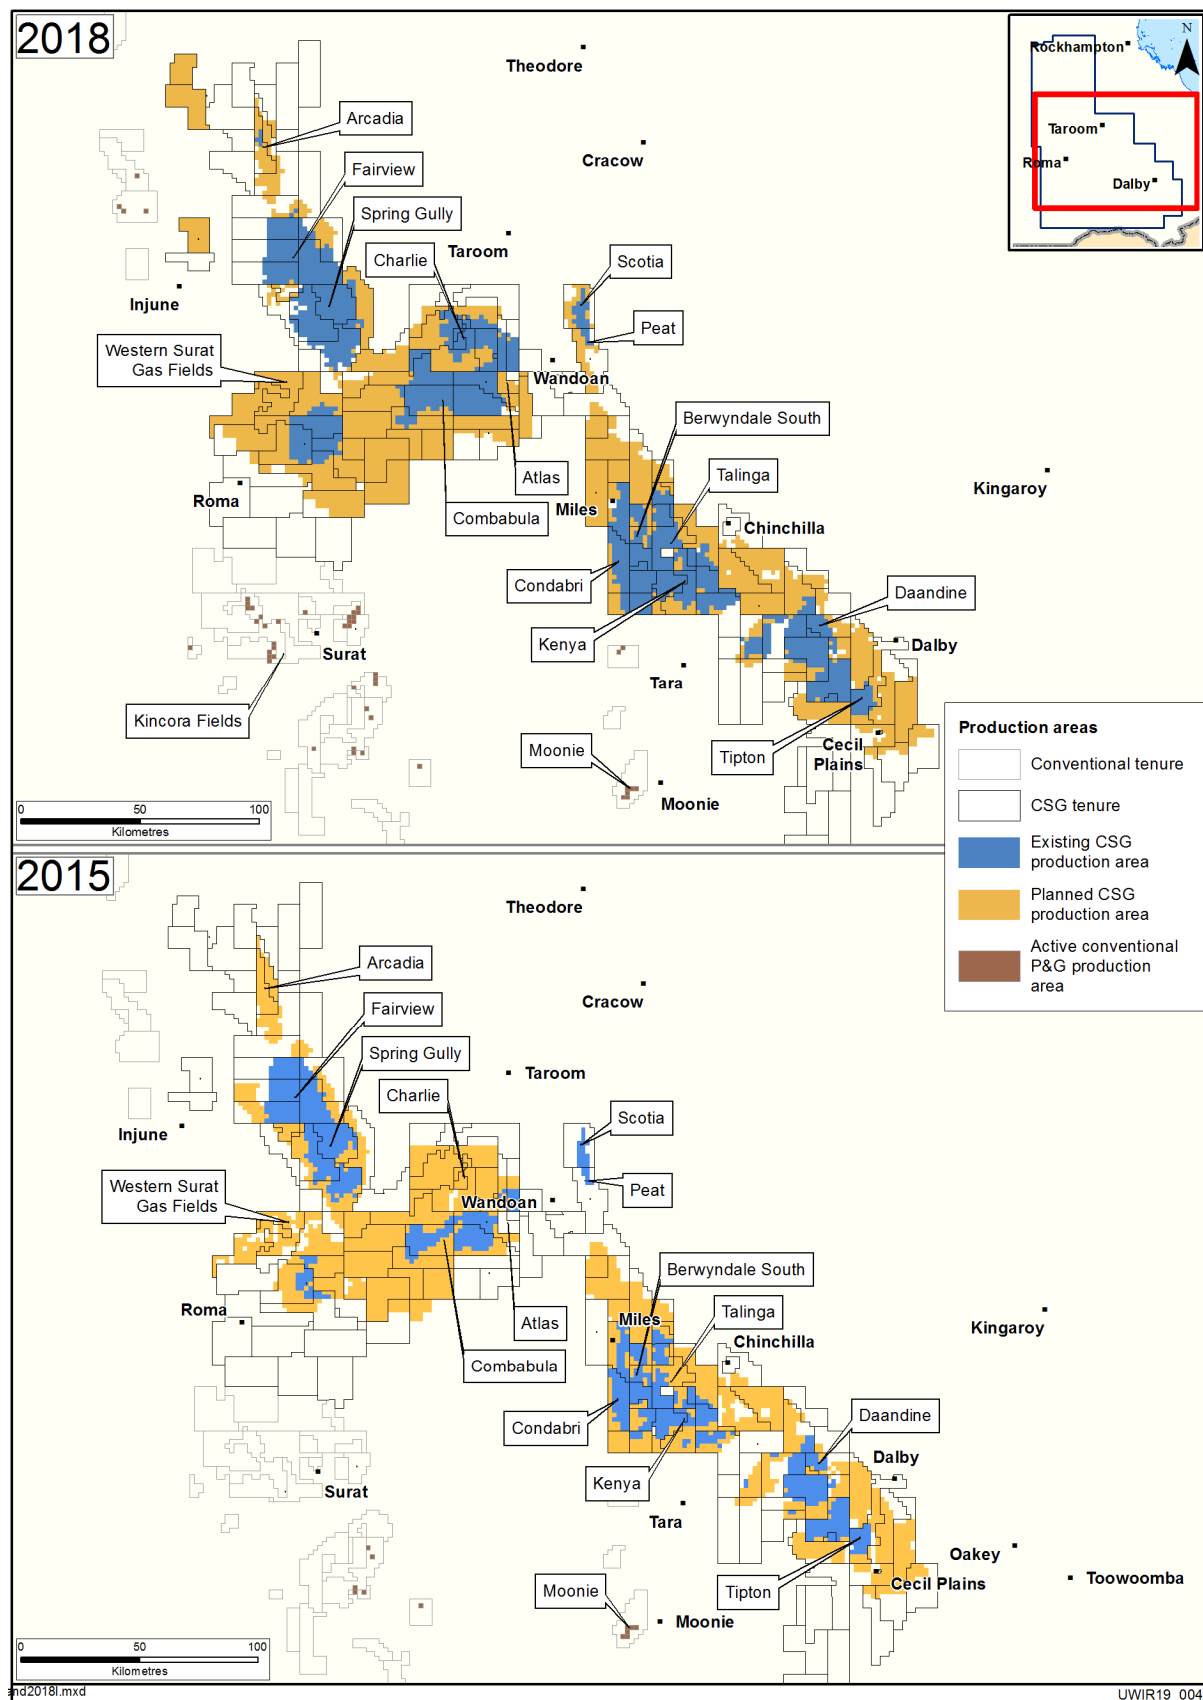 2018
Theodore
Rockhampton
N
Arcadia
Taroom
Cracow
Roma
Fairview
Dalby
Spring Gully
Charlie
Taroom
Scotia
Injune
Peat
Western Surat
Gas Fields
Wandoan
Berwyndale South
Atlas
Talinga
Kingaroy
Roma
Miles
Combabula
Chinchilla
Condabri
Daandine
Kenya
Dalby
Surat
Tara
Kincora Fields
Moonie
Tipton
Cecil
Plains
Moonie
0 50 100
Kilometres
Production areas
Conventional tenure
CSG tenure
Existing CSG
production area
Planned CSG
production area
Active conventional
P&G production
area
2015
Theodore
Arcadia
Cracow
Fairview
Spring Gully
Taroom
Charlie
Scotia
Injune
Western Surat
Gas Fields
Peat
Wandoan
Berwyndale South
Roma
Talinga
Miles
Atlas
Kingaroy
Chinchilla
Combabula
Condabri
Daandine
Dalby
Kenya
Surat
Tara
Oakey
Toowoomba
Moonie
Tipton
Cecil Plains
Moonie
0 50 100
Kilometres
nd2018l.mxd
UWIR19_004